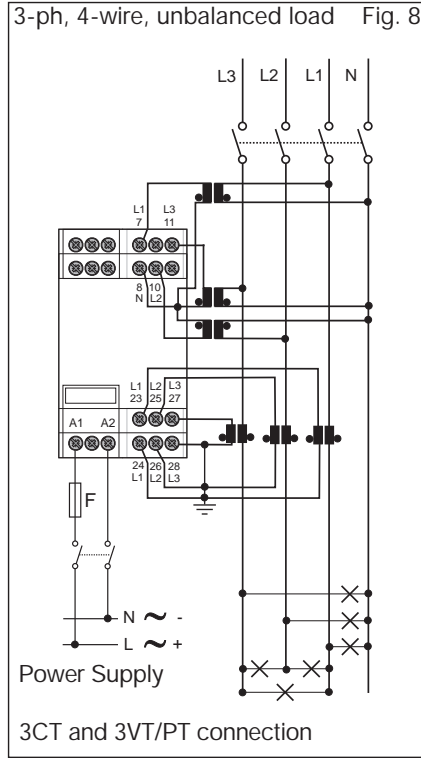 3-ph, 4-wire, unbalanced load Fig. 8
L3 L2 L1 N
L1 L3
7 11
8 10
N L2
L1 L2 L3
23 25 27
A1 A2
24 26 28
L1 L2 L3
F
N ~ -
L ~ +
Power Supply
3CT and 3VT/PT connection